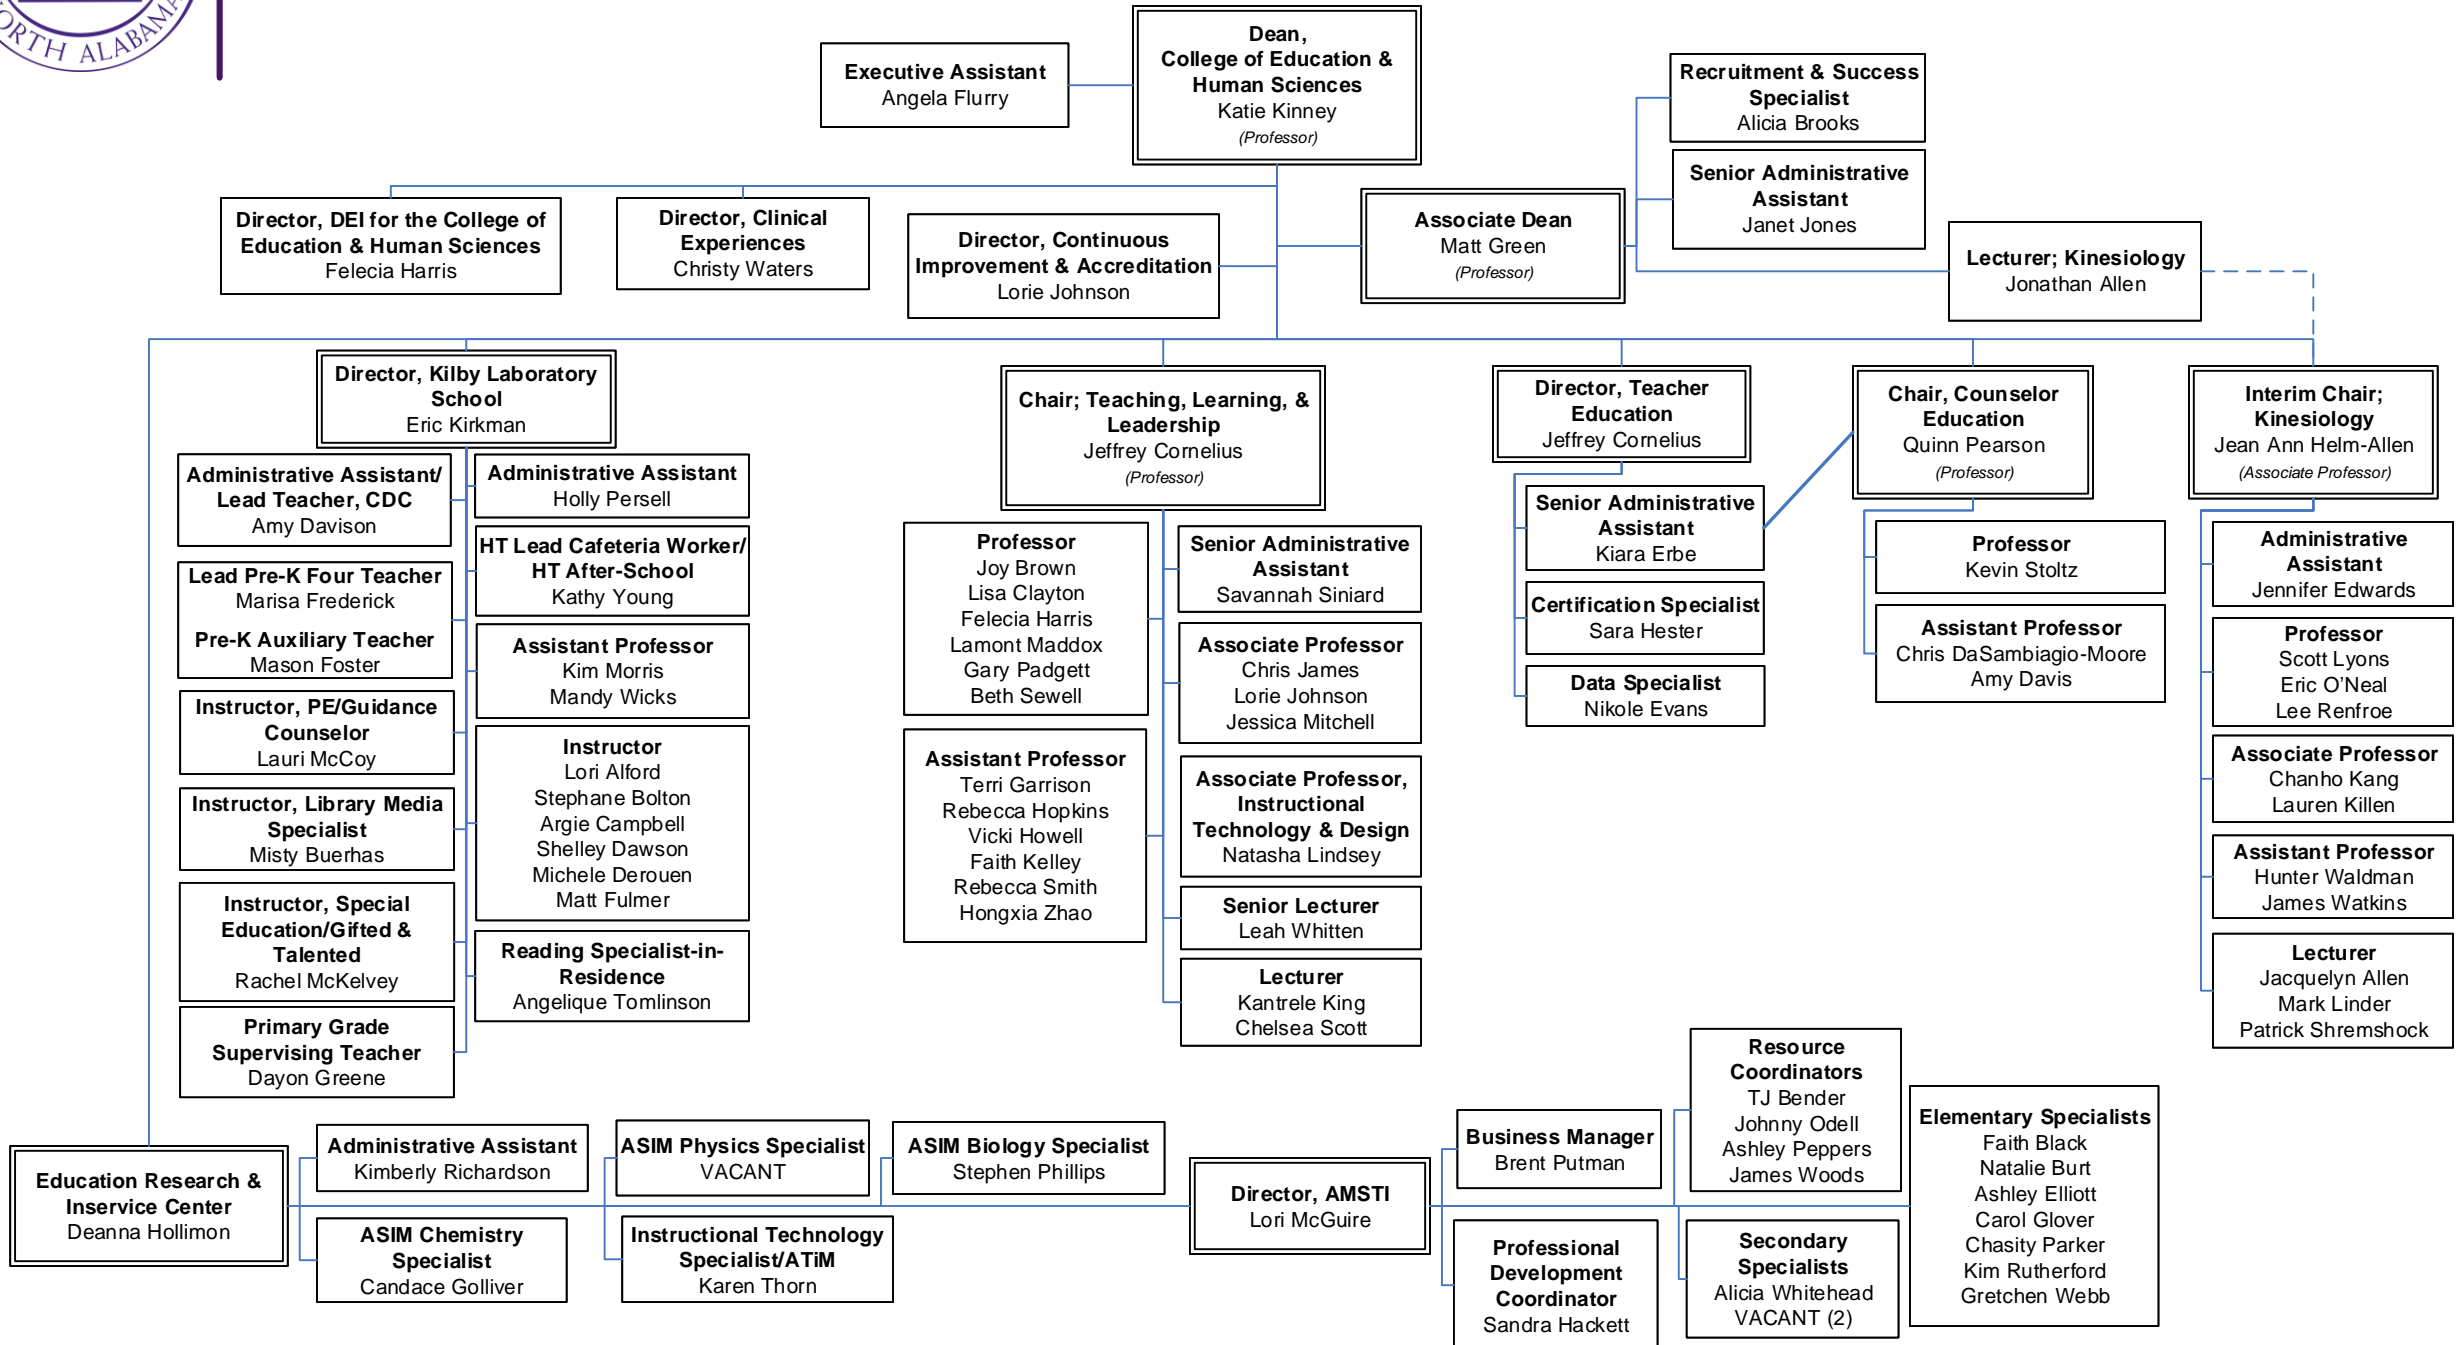 NORTH ALABAMA
Dean,
College of Education &
Human Sciences
Katie Kinney
(Professor)
Executive Assistant
Angela Flurry
Recruitment & Success
Specialist
Alicia Brooks
Senior Administrative
Assistant
Janet Jones
Director, DEI for the College of
Education & Human Sciences
Felecia Harris
Director, Clinical
Experiences
Christy Waters
Director, Continuous
Improvement & Accreditation
Lorie Johnson
Associate Dean
Matt Green
(Professor)
Lecturer; Kinesiology
Jonathan Allen
Director, Kilby Laboratory
School
Eric Kirkman
Chair; Teaching, Learning, &
Leadership
Jeffrey Cornelius
(Professor)
Director, Teacher
Education
Jeffrey Cornelius
Chair, Counselor
Education
Quinn Pearson
(Professor)
Interim Chair;
Kinesiology
Jean Ann Helm-Allen
(Associate Professor)
Administrative Assistant/
Lead Teacher, CDC
Amy Davison
Lead Pre-K Four Teacher
Marisa Frederick
Pre-K Auxiliary Teacher
Mason Foster
Instructor, PE/Guidance
Counselor
Lauri McCoy
Instructor, Library Media
Specialist
Misty Buerhas
Instructor, Special
Education/Gifted &
Talented
Rachel McKelvey
Primary Grade
Supervising Teacher
Dayon Greene
Administrative Assistant
Holly Persell
HT Lead Cafeteria Worker/
HT After-School
Kathy Young
Assistant Professor
Kim Morris
Mandy Wicks
Instructor
Lori Alford
Stephane Bolton
Argie Campbell
Shelley Dawson
Michele Derouen
Matt Fulmer
Reading Specialist-in-
Residence
Angelique Tomlinson
Professor
Joy Brown
Lisa Clayton
Felecia Harris
Lamont Maddox
Gary Padgett
Beth Sewell
Assistant Professor
Terri Garrison
Rebecca Hopkins
Vicki Howell
Faith Kelley
Rebecca Smith
Hongxia Zhao
Senior Administrative
Assistant
Savannah Siniard
Associate Professor
Chris James
Lorie Johnson
Jessica Mitchell
Associate Professor,
Instructional
Technology & Design
Natasha Lindsey
Senior Lecturer
Leah Whitten
Lecturer
Kantrele King
Chelsea Scott
Senior Administrative
Assistant
Kiara Erbe
Certification Specialist
Sara Hester
Data Specialist
Nikole Evans
Professor
Kevin Stoltz
Assistant Professor
Chris DaSambiagio-Moore
Amy Davis
Administrative
Assistant
Jennifer Edwards
Professor
Scott Lyons
Eric O’Neal
Lee Renfroe
Associate Professor
Chanho Kang
Lauren Killen
Assistant Professor
Hunter Waldman
James Watkins
Lecturer
Jacquelyn Allen
Mark Linder
Patrick Shremshock
Education Research &
Inservice Center
Deanna Hollimon
Administrative Assistant
Kimberly Richardson
ASIM Chemistry
Specialist
Candace Golliver
ASIM Physics Specialist
VACANT
Instructional Technology
Specialist/ATiM
Karen Thorn
ASIM Biology Specialist
Stephen Phillips
Director, AMSTI
Lori McGuire
Business Manager
Brent Putman
Professional
Development
Coordinator
Sandra Hackett
Resource
Coordinators
TJ Bender
Johnny Odell
Ashley Peppers
James Woods
Secondary
Specialists
Alicia Whitehead
VACANT (2)
Elementary Specialists
Faith Black
Natalie Burt
Ashley Elliott
Carol Glover
Chasity Parker
Kim Rutherford
Gretchen Webb